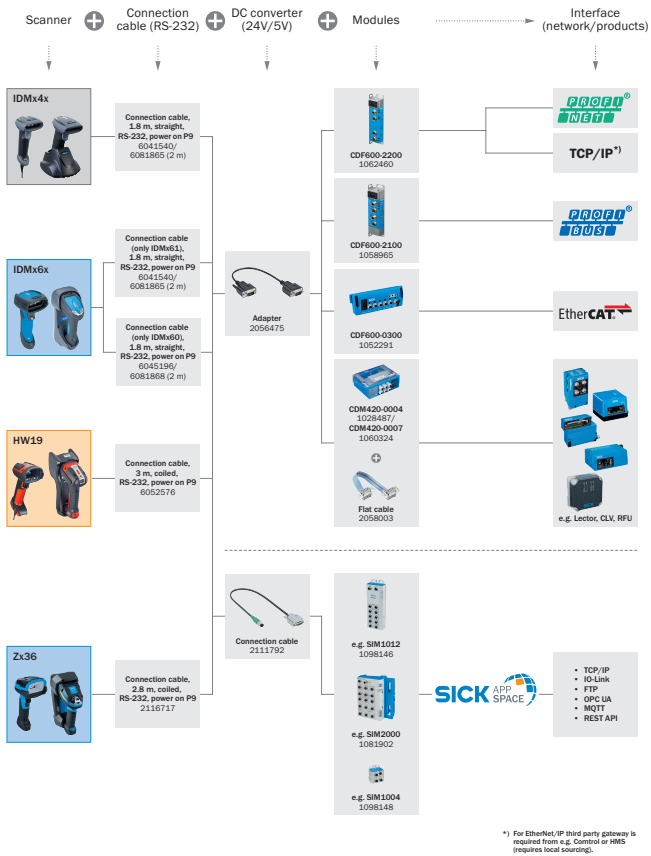 Scanner
Connection
cable (RS-232)
DC converter
(24V/5V)
Modules
Interface
(network/products)
IDMx4x
Connection cable,
1.8 m, straight,
RS-232, power on P9
6041540/
6081865 (2 m)
CDF600-2200
1062460
PROFI
NET®
TCP/IP*)
IDMx6x
Connection cable
(only IDMx61),
1.8 m, straight,
RS-232, power on P9
6041540/
6081865 (2 m)
Connection cable
(only IDMx60),
1.8 m, straight,
RS-232, power on P9
6045196/
6081868 (2 m)
Adapter
2056475
CDF600-2100
1058965
PROFI
BUS®
CDF600-0300
1052291
EtherCAT®
HW19
Connection cable,
3 m, coiled,
RS-232, power on P9
6052576
CDM420-0004
1028487/
CDM420-0007
1060324
Flat cable
2058003
SICK
e.g. Lector, CLV, RFU
Zx36
Connection cable,
2.8 m, coiled,
RS-232, power on P9
2116717
Connection cable
2111792
e.g. SIM1012
1098146
e.g. SIM2000
1081902
e.g. SIM1004
1098148
SICK APP
SPACE
• TCP/IP
• IO-Link
• FTP
• OPC UA
• MQTT
• REST API
*) For EtherNet/IP third party gateway is
required from e.g. Comtrol or HMS
(requires local sourcing).